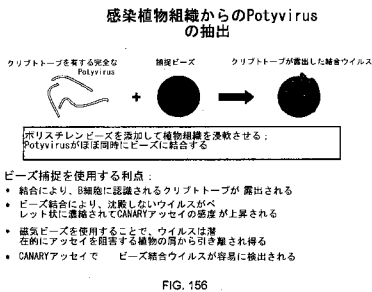 感染植物組織からのPotyvirus
の抽出
クリプトトープを有する完全な
Potyvirus
捕捉ビーズ
クリプトトープが露出した結合ウイルス
ポリスチレンビーズを添加して植物組織を浸軟させる；
Potyvirusがほぼ同時にビーズに結合する
ビーズ捕捉を使用する利点：
• 結合により、B細胞に認識されるクリプトトープが 露出される
• ビーズ結合により、沈殿しないウイルスがペ
レット状に濃縮されてCANARYアッセイの感度が上昇される
• 磁気ビーズを使用することで、ウイルスは潜
在的にアッセイを阻害する植物の屑から引き離され得る
• CANARYアッセイで ビーズ結合ウイルスが容易に検出される
FIG. 156